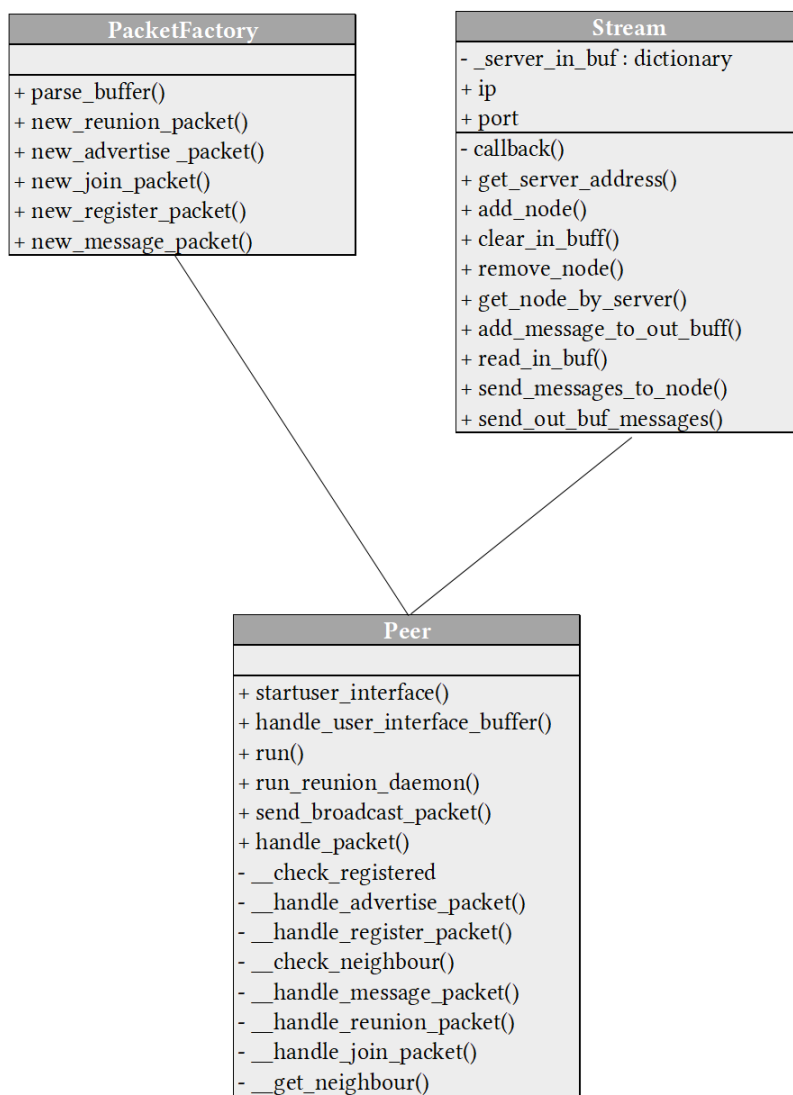 PacketFactory
+ parse_buffer()
+ new_reunion_packet()
+ new_advertise _packet()
+ new_join_packet()
+ new_register_packet()
+ new_message_packet()
Stream
- _server_in_buf : dictionary
+ ip
+ port
- callback()
+ get_server_address()
+ add_node()
+ clear_in_buff()
+ remove_node()
+ get_node_by_server()
+ add_message_to_out_buff()
+ read_in_buf()
+ send_messages_to_node()
+ send_out_buf_messages()
Peer
+ startuser_interface()
+ handle_user_interface_buffer()
+ run()
+ run_reunion_daemon()
+ send_broadcast_packet()
+ handle_packet()
- __check_registered
- __handle_advertise_packet()
- __handle_register_packet()
- __check_neighbour()
- __handle_message_packet()
- __handle_reunion_packet()
- __handle_join_packet()
- __get_neighbour()